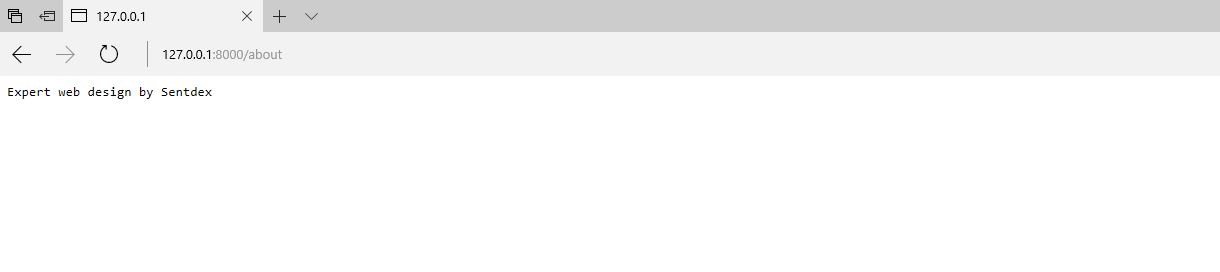 127.0.0.1
127.0.0.1:8000/about
Expert web design by Sentdex